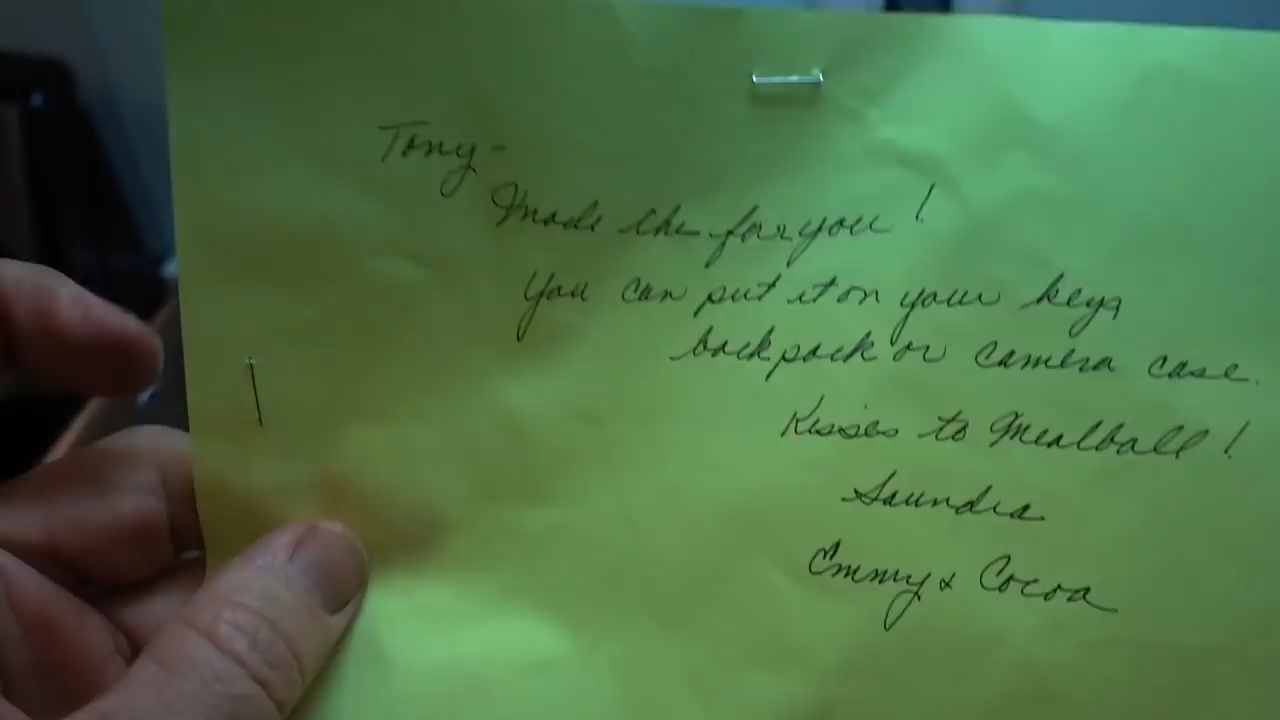 Tony-
Made the for you!
You can put it on your keys
backpack or camera case.
Kisses to Meatball!
Saundra
Emmy & Cocoa